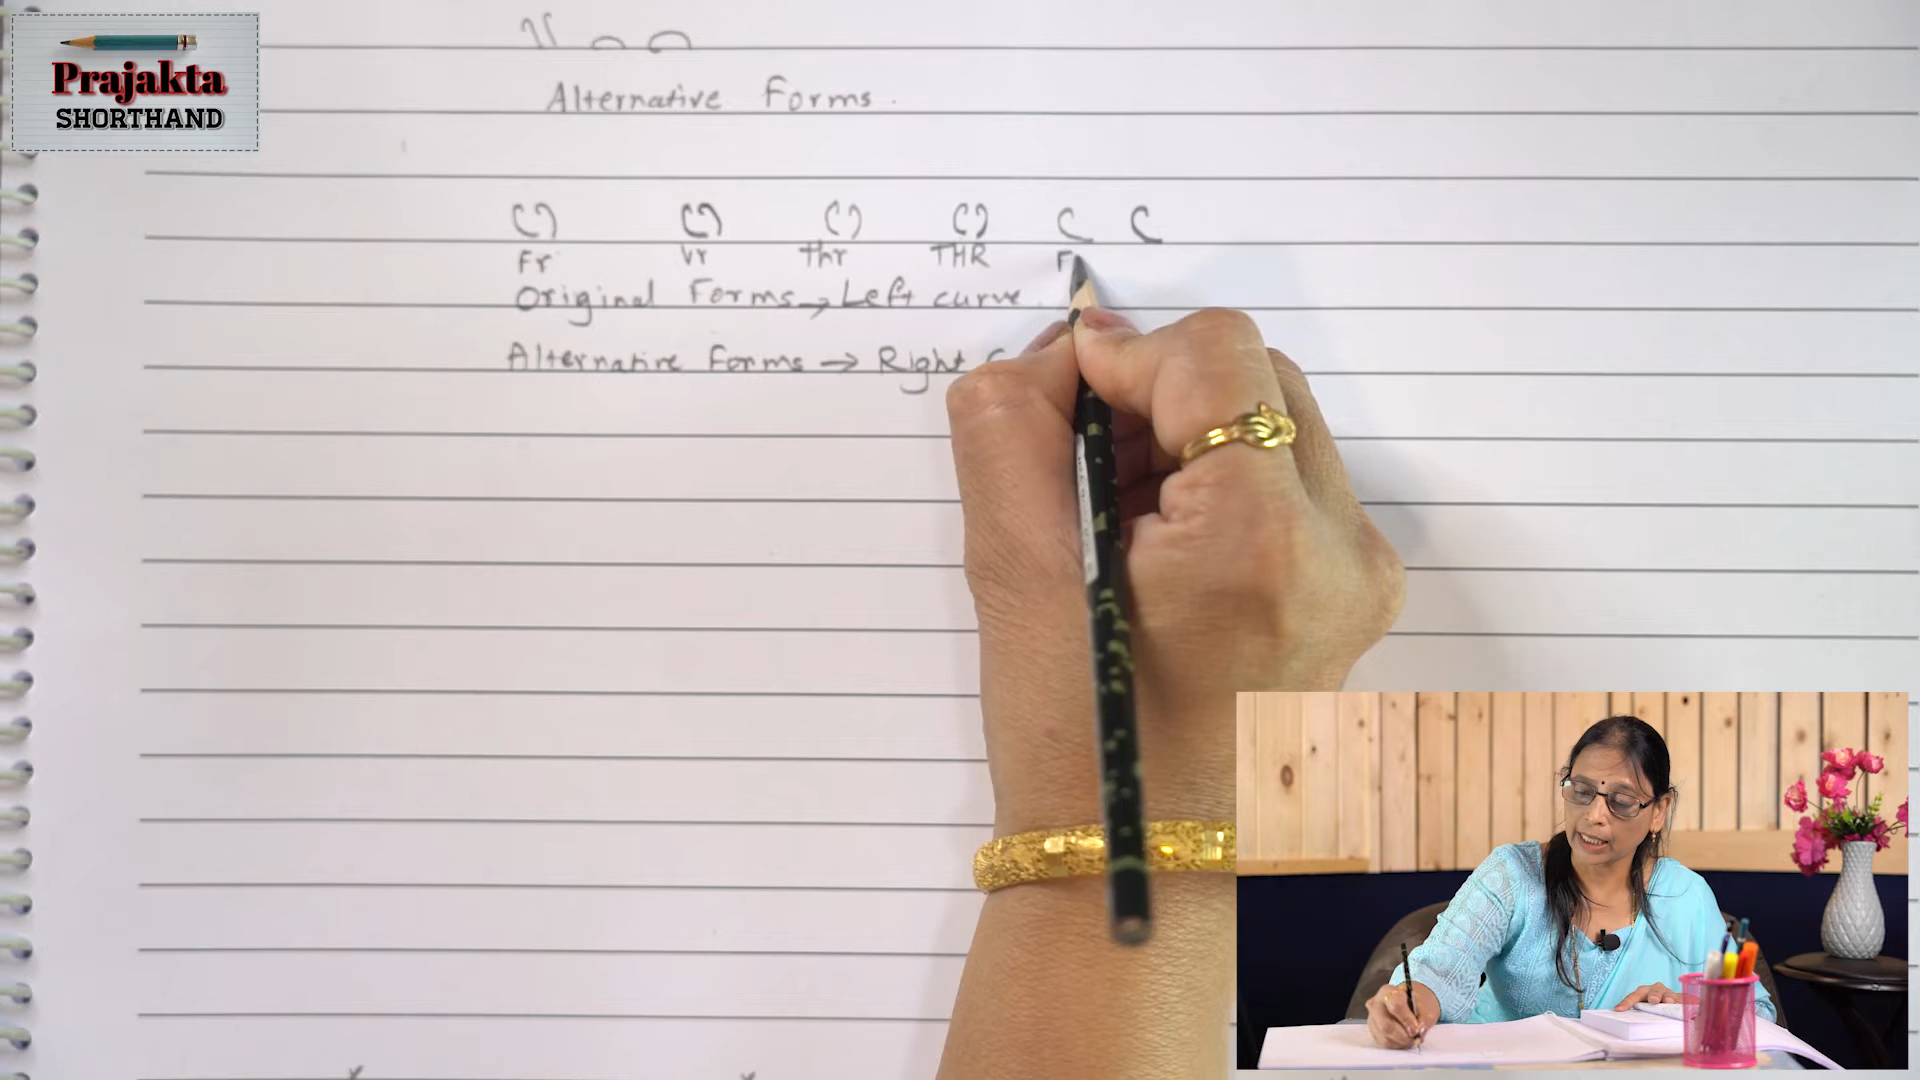 Prajakta
SHORTHAND
Alternative Forms.
Fr Vr Thr THR F
Original Forms → Left curve.
Alternative Forms → Right